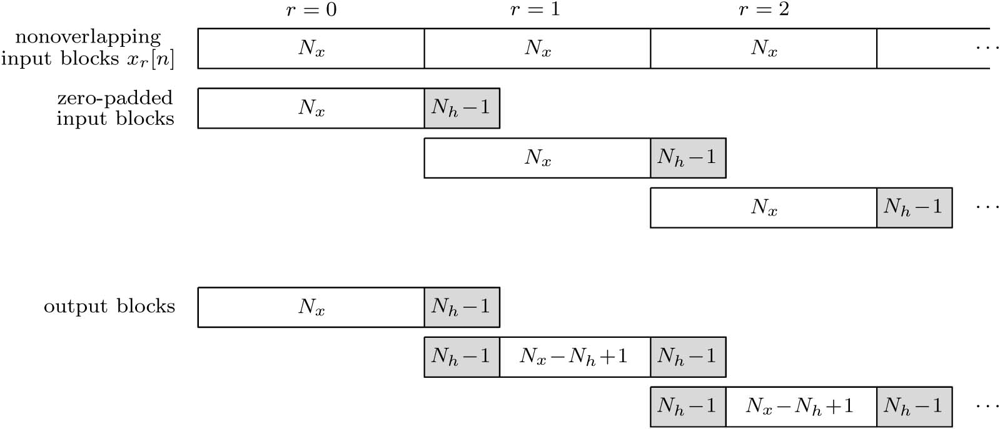 r = 0 r = 1 r = 2
nonoverlapping
input blocks x_r[n]
N_x N_x N_x ···
zero-padded
input blocks
N_x N_h−1
N_x N_h−1
N_x N_h−1 ···
output blocks
N_x N_h−1
N_h−1 N_x−N_h+1 N_h−1
N_h−1 N_x−N_h+1 N_h−1 ···